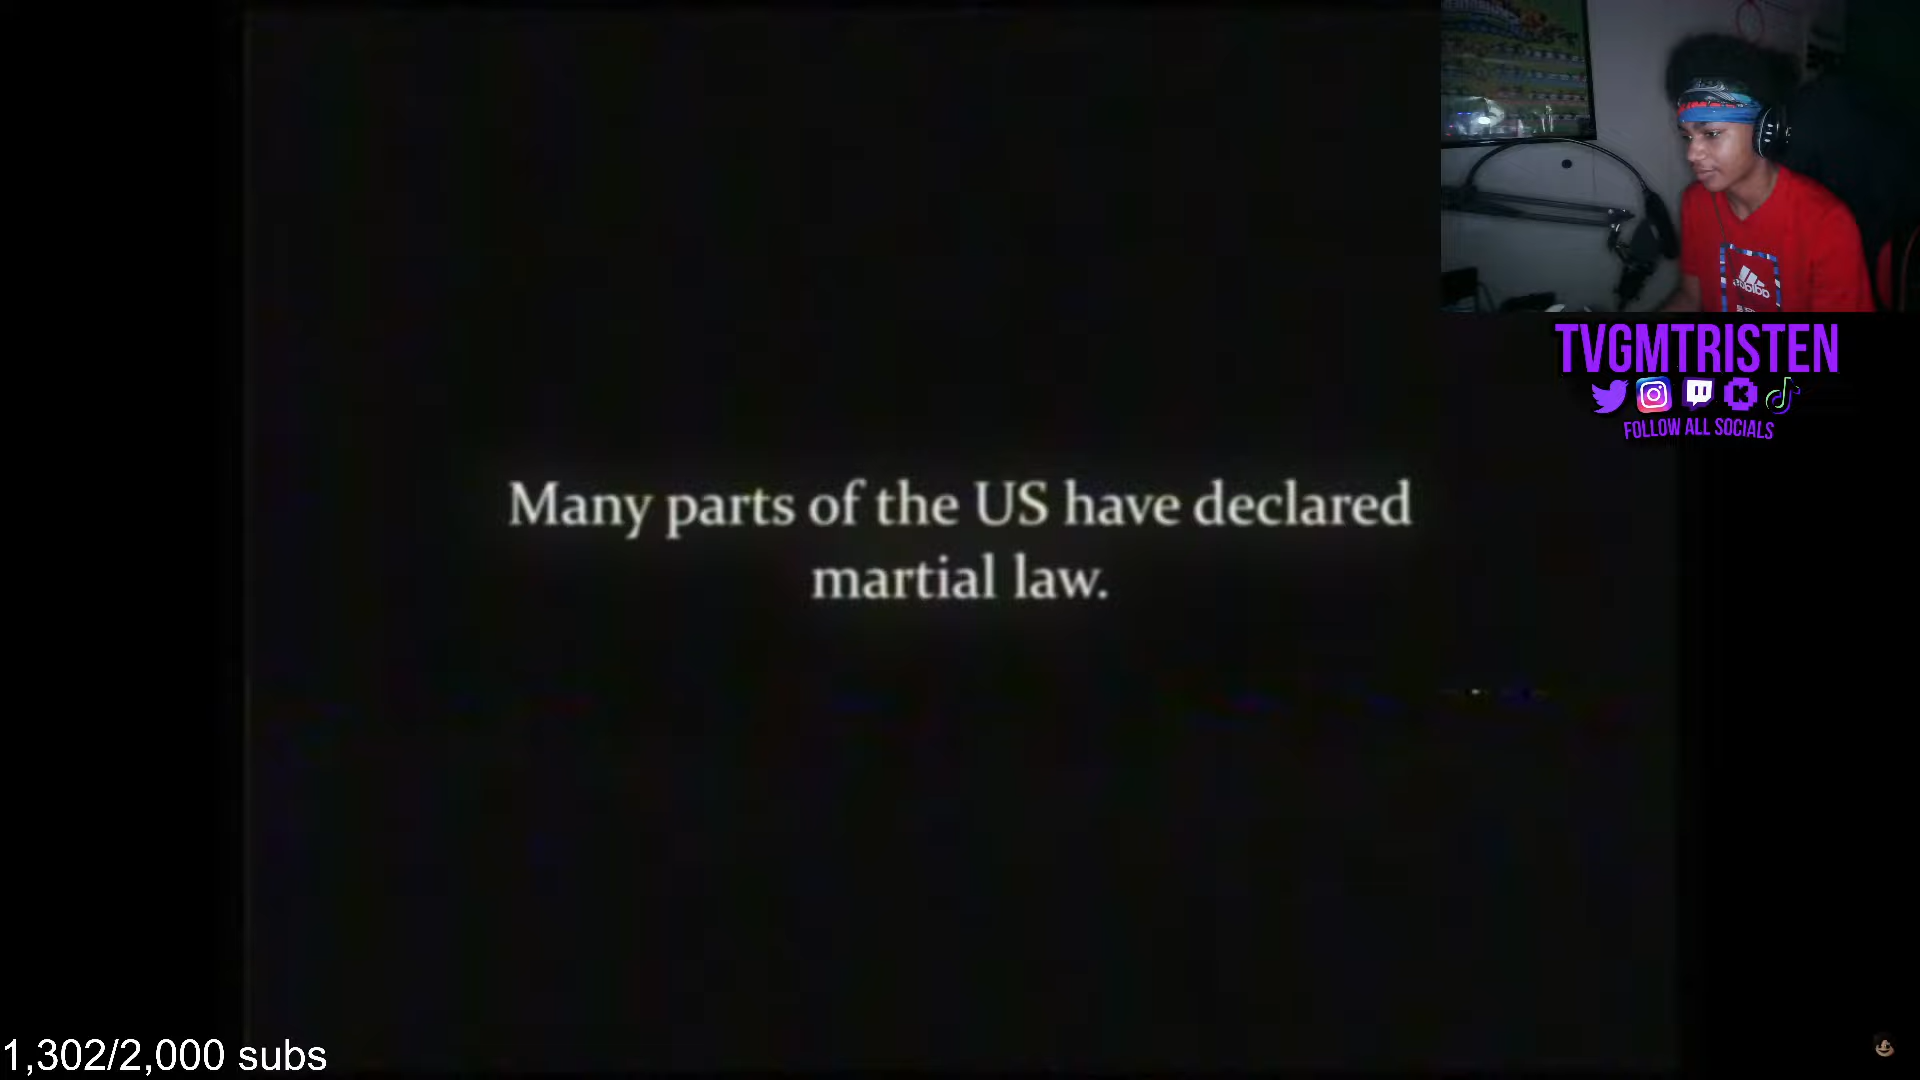 TVGMTRISTEN
FOLLOW ALL SOCIALS
Many parts of the US have declared
martial law.
1,302/2,000 subs